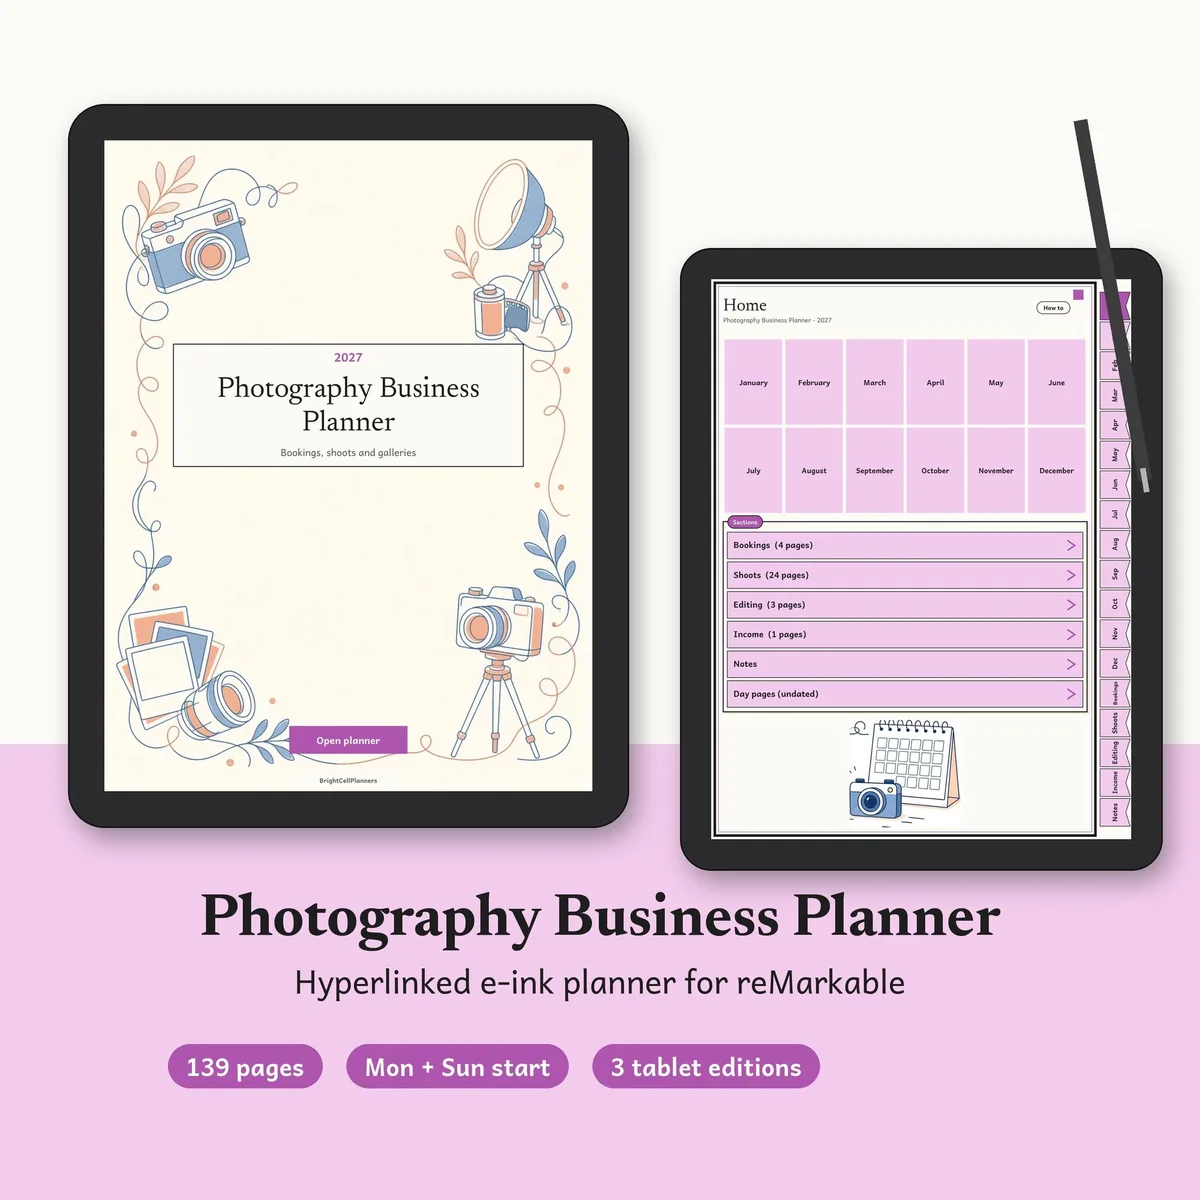 2027
Photography Business
Planner
Bookings, shoots and galleries
Open planner
BrightCellPlanners
Home
Photography Business Planner - 2027
How to
January February March April May June
July August September October November December
Sections
Bookings (4 pages)
Shoots (24 pages)
Editing (3 pages)
Income (1 pages)
Notes
Day pages (undated)
Feb
Mar
Apr
May
Jun
Jul
Aug
Sep
Oct
Nov
Dec
Bookings
Shoots
Editing
Income
Notes
Photography Business Planner
Hyperlinked e-ink planner for reMarkable
139 pages
Mon + Sun start
3 tablet editions